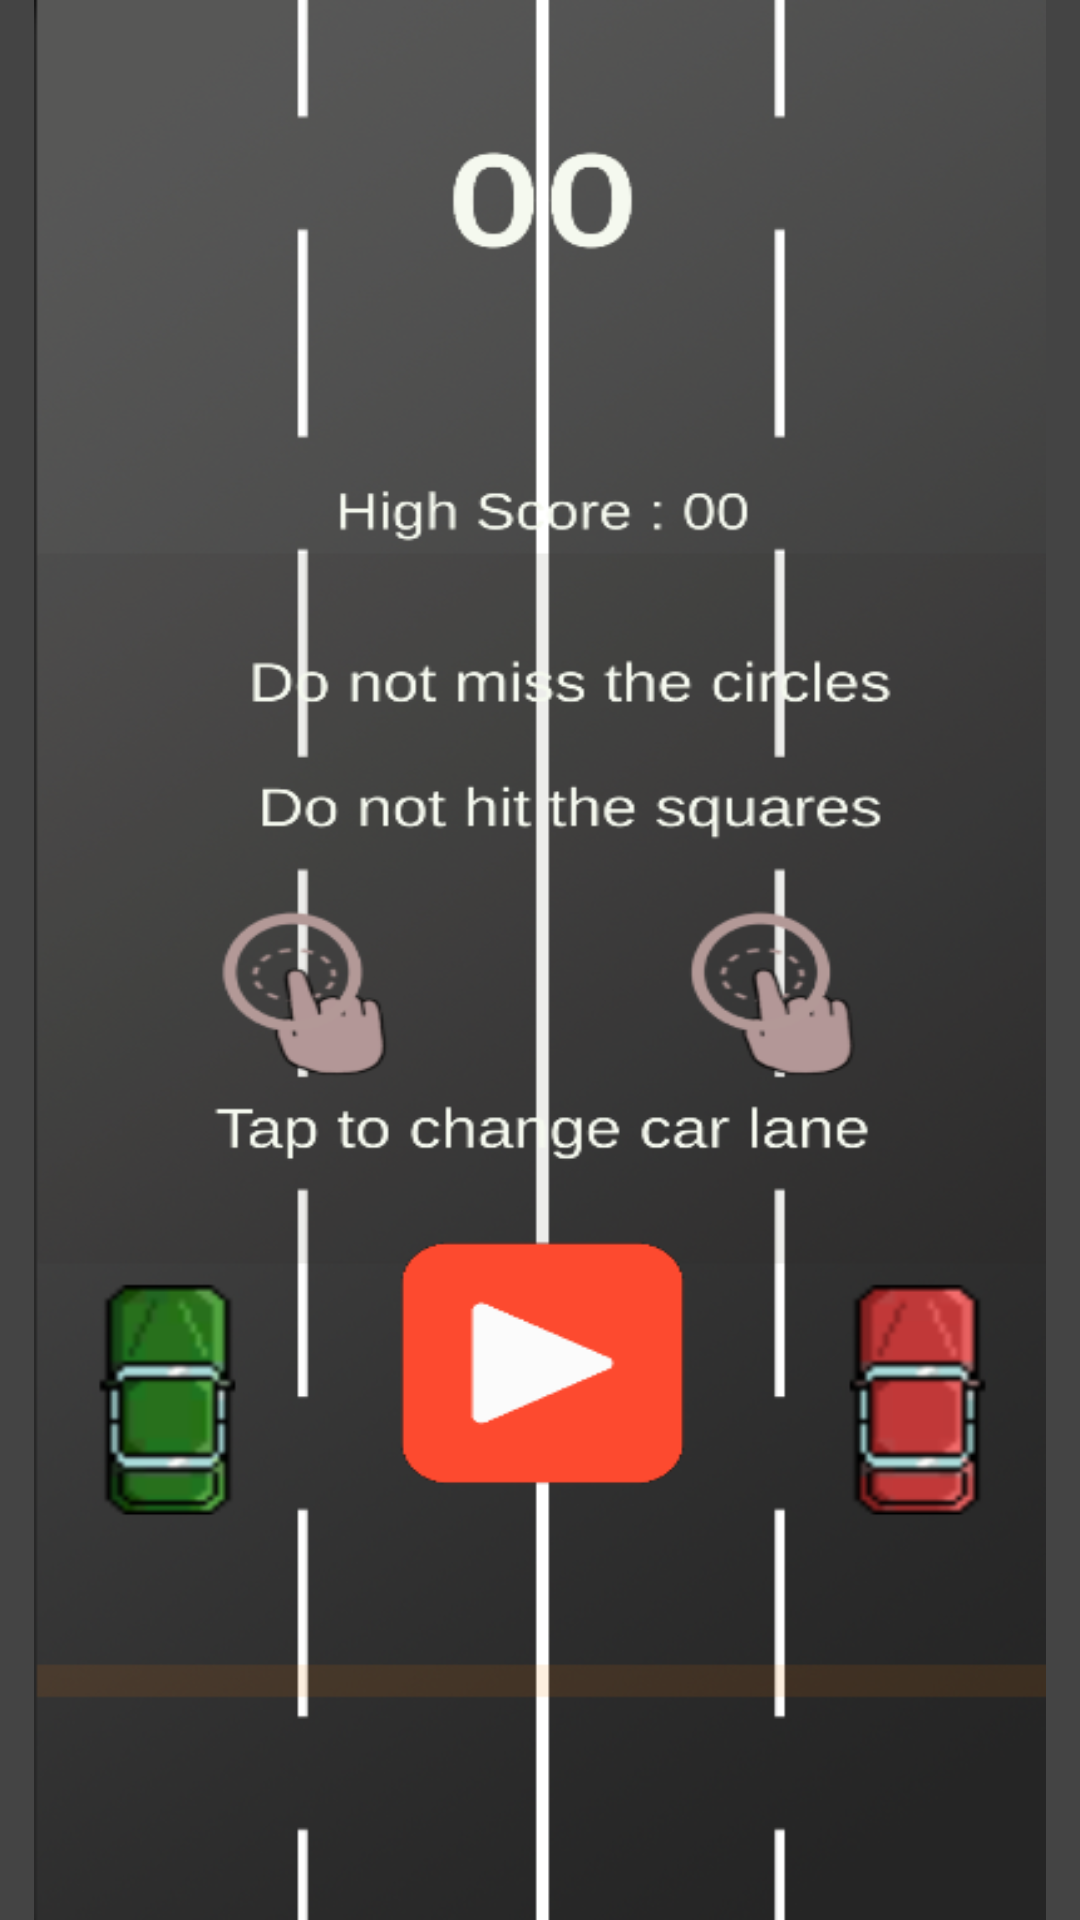 00
High Score : 00
Do not miss the circles
Do not hit the squares
Tap to change car lane